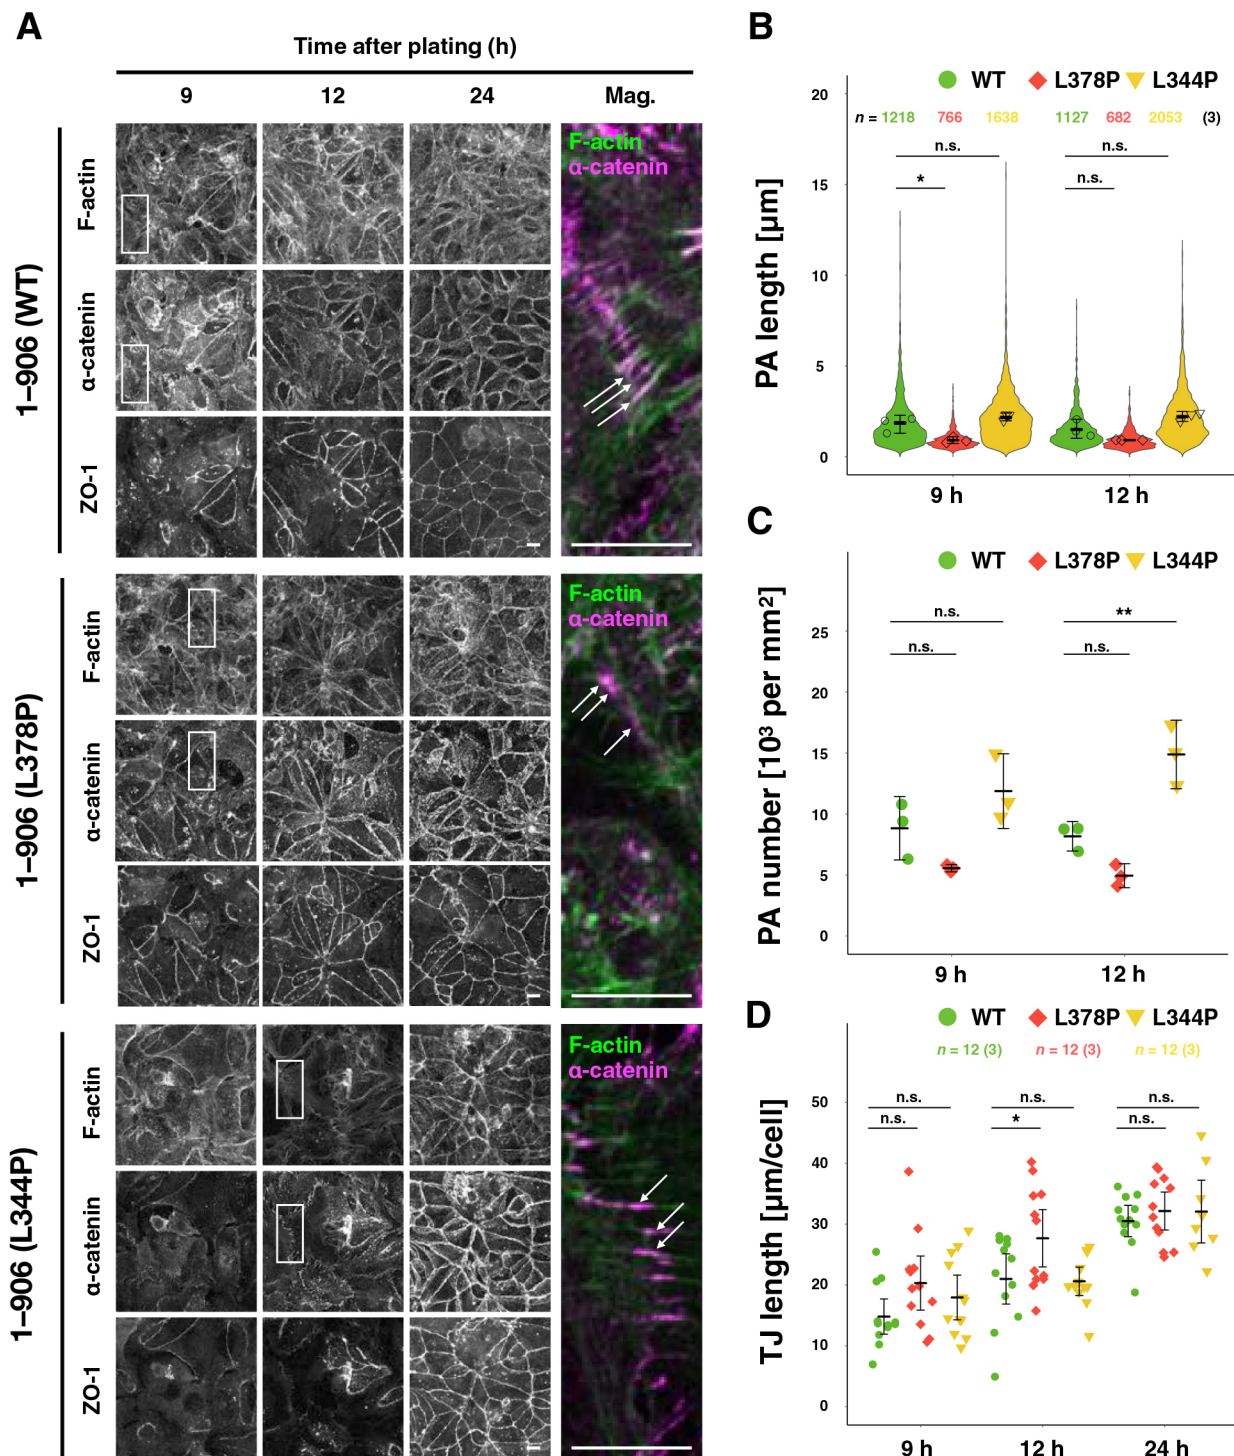 A
Time after plating (h)
9 12 24 Mag.
1–906 (WT)
F-actin
α-catenin
ZO-1
F-actin
α-catenin
1–906 (L378P)
F-actin
α-catenin
ZO-1
F-actin
α-catenin
1–906 (L344P)
F-actin
α-catenin
ZO-1
F-actin
α-catenin
B
WT L378P L344P
n = 1218 766 1638 1127 682 2053 (3)
n.s. n.s.
* n.s.
PA length [µm]
20
15
10
5
0
9 h 12 h
C
WT L378P L344P
n.s. **
n.s. n.s.
PA number [10³ per mm²]
25
20
15
10
5
0
9 h 12 h
D
WT L378P L344P
n = 12 (3) n = 12 (3) n = 12 (3)
n.s. n.s. n.s.
n.s. * n.s.
TJ length [µm/cell]
50
40
30
20
10
0
9 h 12 h 24 h